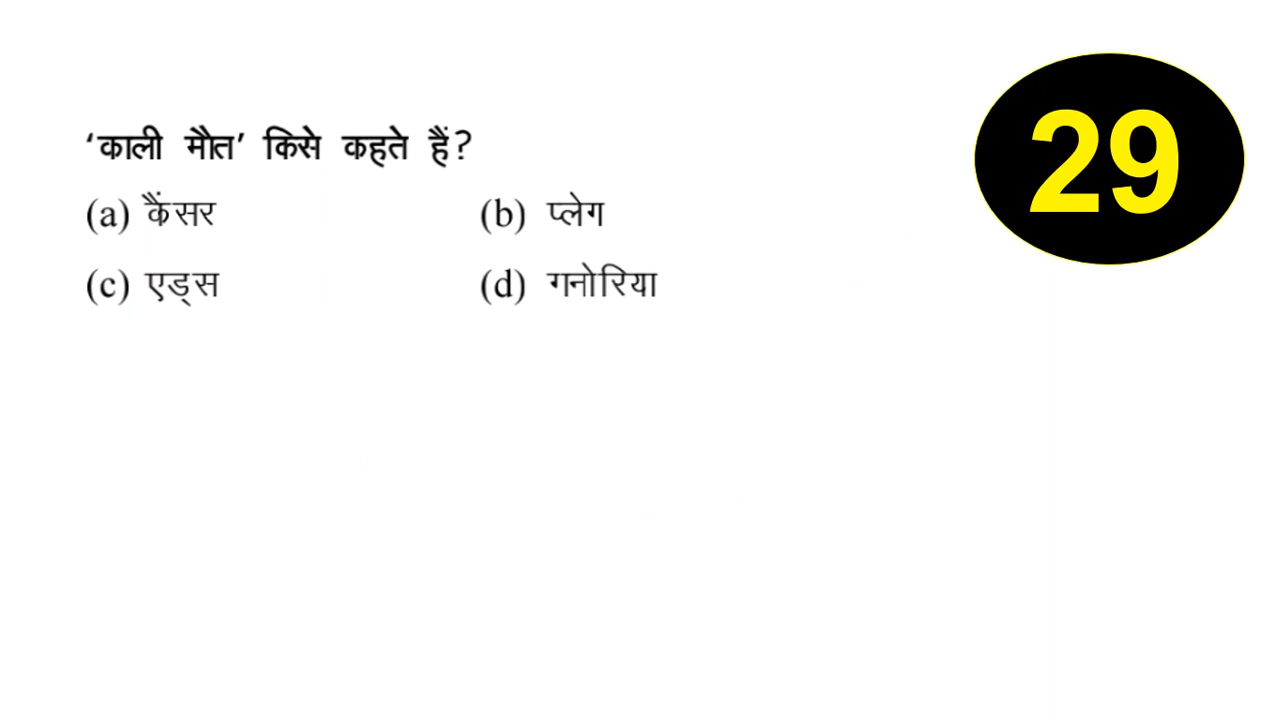 ‘काली मौत’ किसे कहते हैं?
(a) कैंसर (b) प्लेग
(c) एड्स (d) गनोरिया
29